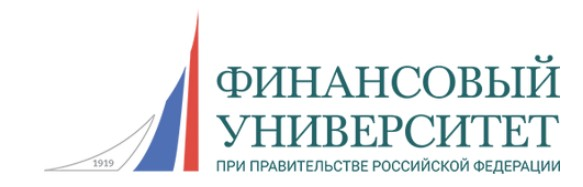 ФИНАНСОВЫЙ
УНИВЕРСИТЕТ
ПРИ ПРАВИТЕЛЬСТВЕ РОССИЙСКОЙ ФЕДЕРАЦИИ
1919